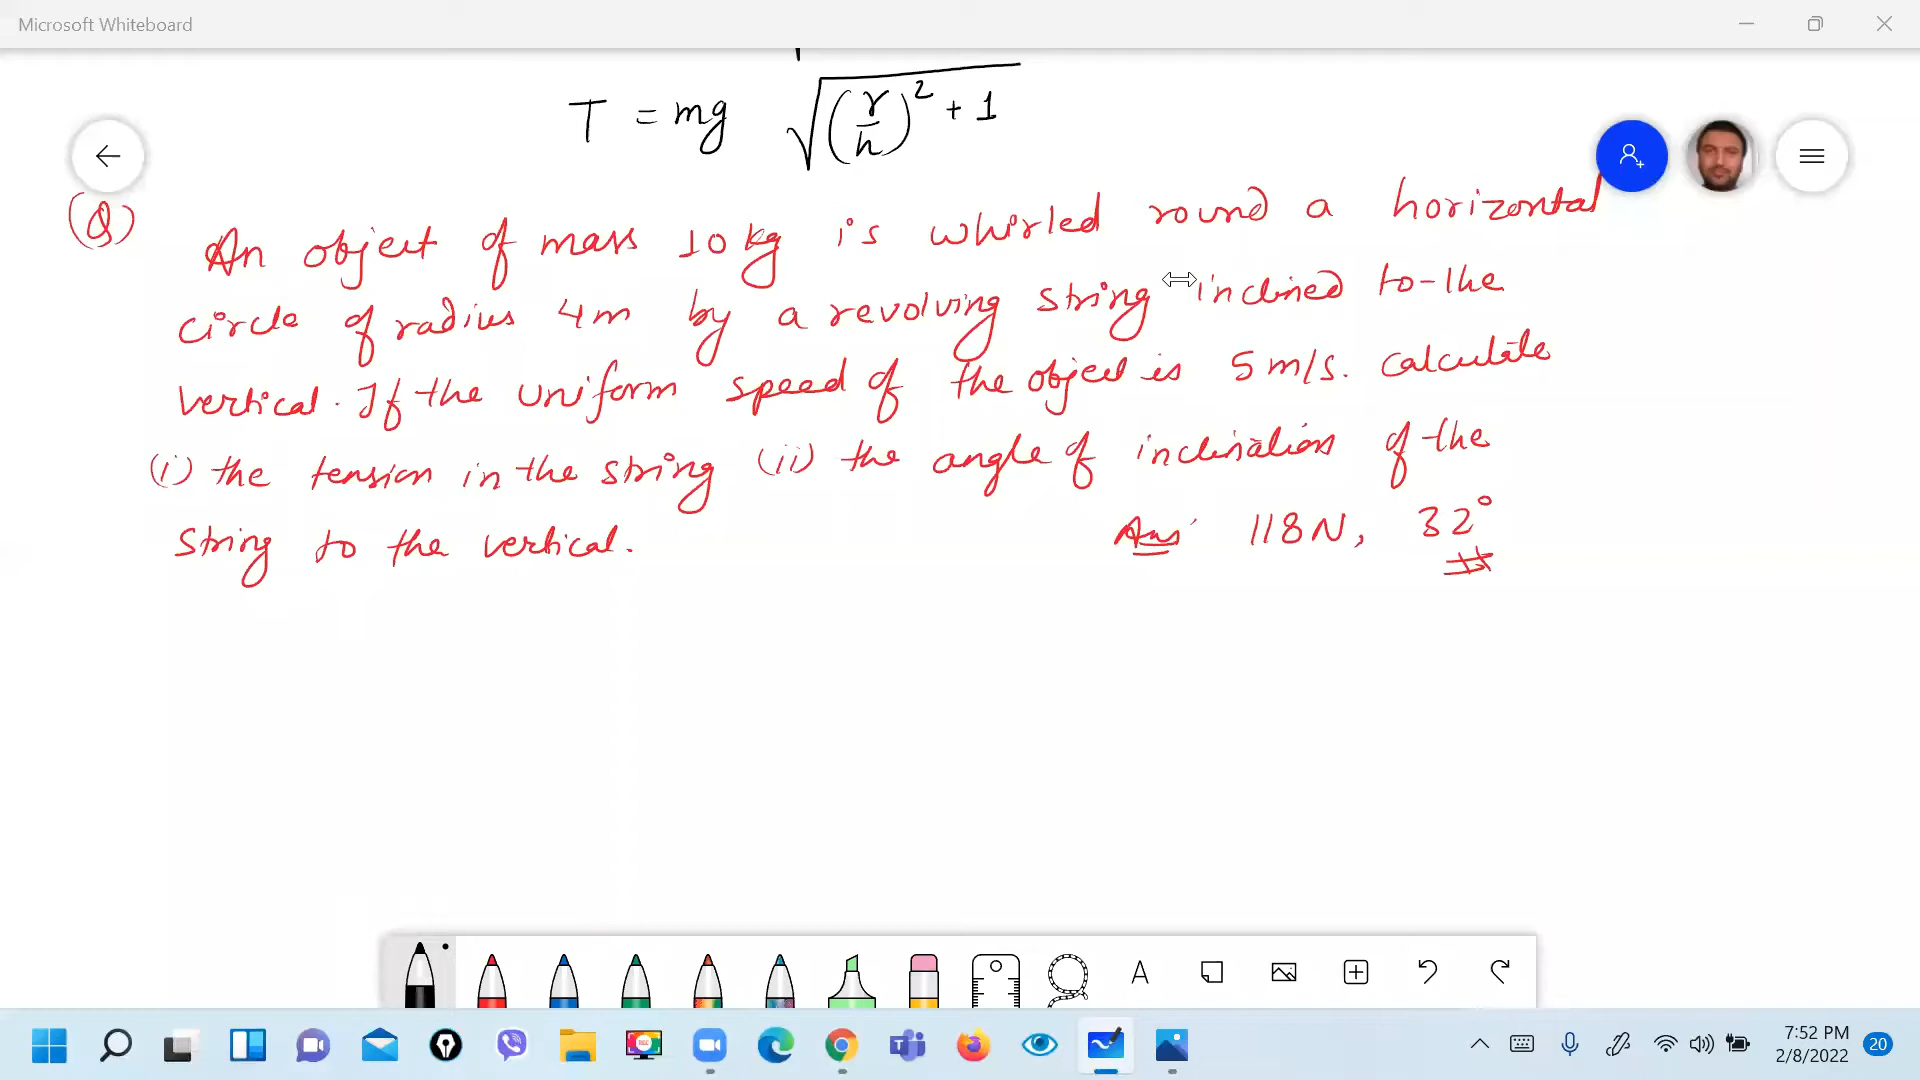 Microsoft Whiteboard
T = mg √((r/h)² + 1)
(Q) An object of mass 10 kg is whirled round a horizontal
circle of radius 4m by a revolving string inclined to the
vertical. If the uniform speed of the object is 5 m/s. calculate
(i) the tension in the string (ii) the angle of inclination of the
string to the vertical.
Ans: 118N, 32°
A
7:52 PM
2/8/2022
20